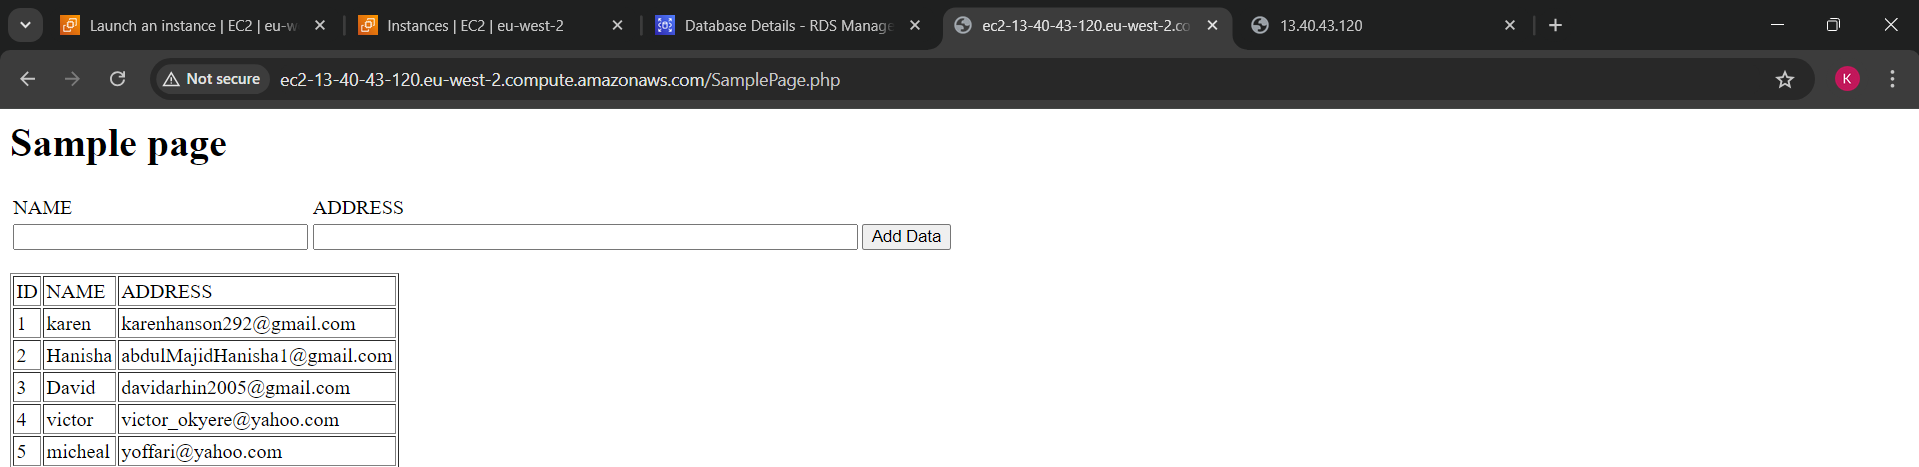 Launch an instance | EC2 | eu-w
Instances | EC2 | eu-west-2
Database Details - RDS Manage
ec2-13-40-43-120.eu-west-2.co
13.40.43.120
Not secure
ec2-13-40-43-120.eu-west-2.compute.amazonaws.com/SamplePage.php
K
Sample page
NAME ADDRESS
Add Data
ID NAME ADDRESS
1 karen karenhanson292@gmail.com
2 Hanisha abdulMajidHanisha1@gmail.com
3 David davidarhin2005@gmail.com
4 victor victor_okyere@yahoo.com
5 micheal yoffari@yahoo.com